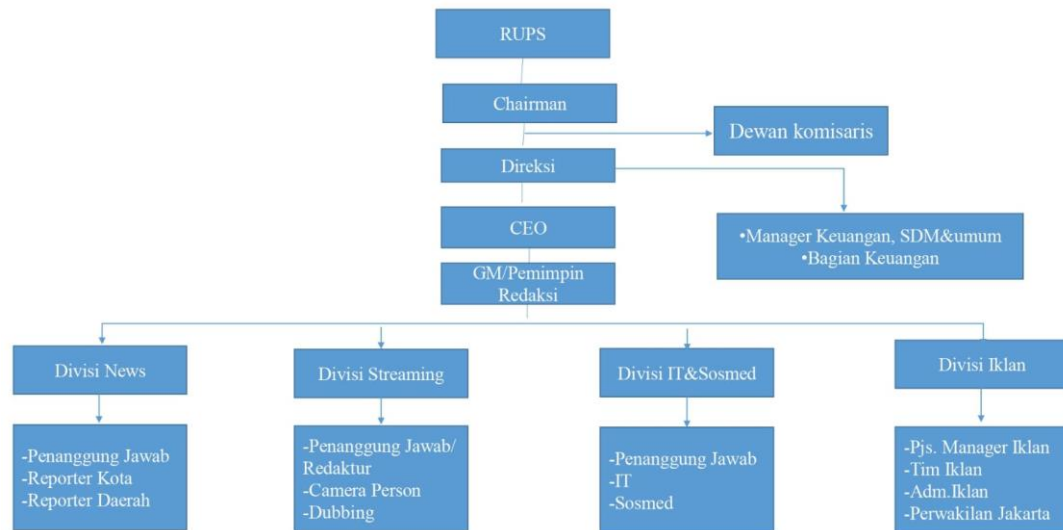 RUPS
Chairman
Dewan komisaris
Direksi
CEO
•Manager Keuangan, SDM&umum
•Bagian Keuangan
GM/Pemimpin
Redaksi
Divisi News
Divisi Streaming
Divisi IT&Sosmed
Divisi Iklan
-Penanggung Jawab
-Reporter Kota
-Reporter Daerah
-Penanggung Jawab/
Redaktur
-Camera Person
-Dubbing
-Penanggung Jawab
-IT
-Sosmed
-Pjs. Manager Iklan
-Tim Iklan
-Adm.Iklan
-Perwakilan Jakarta